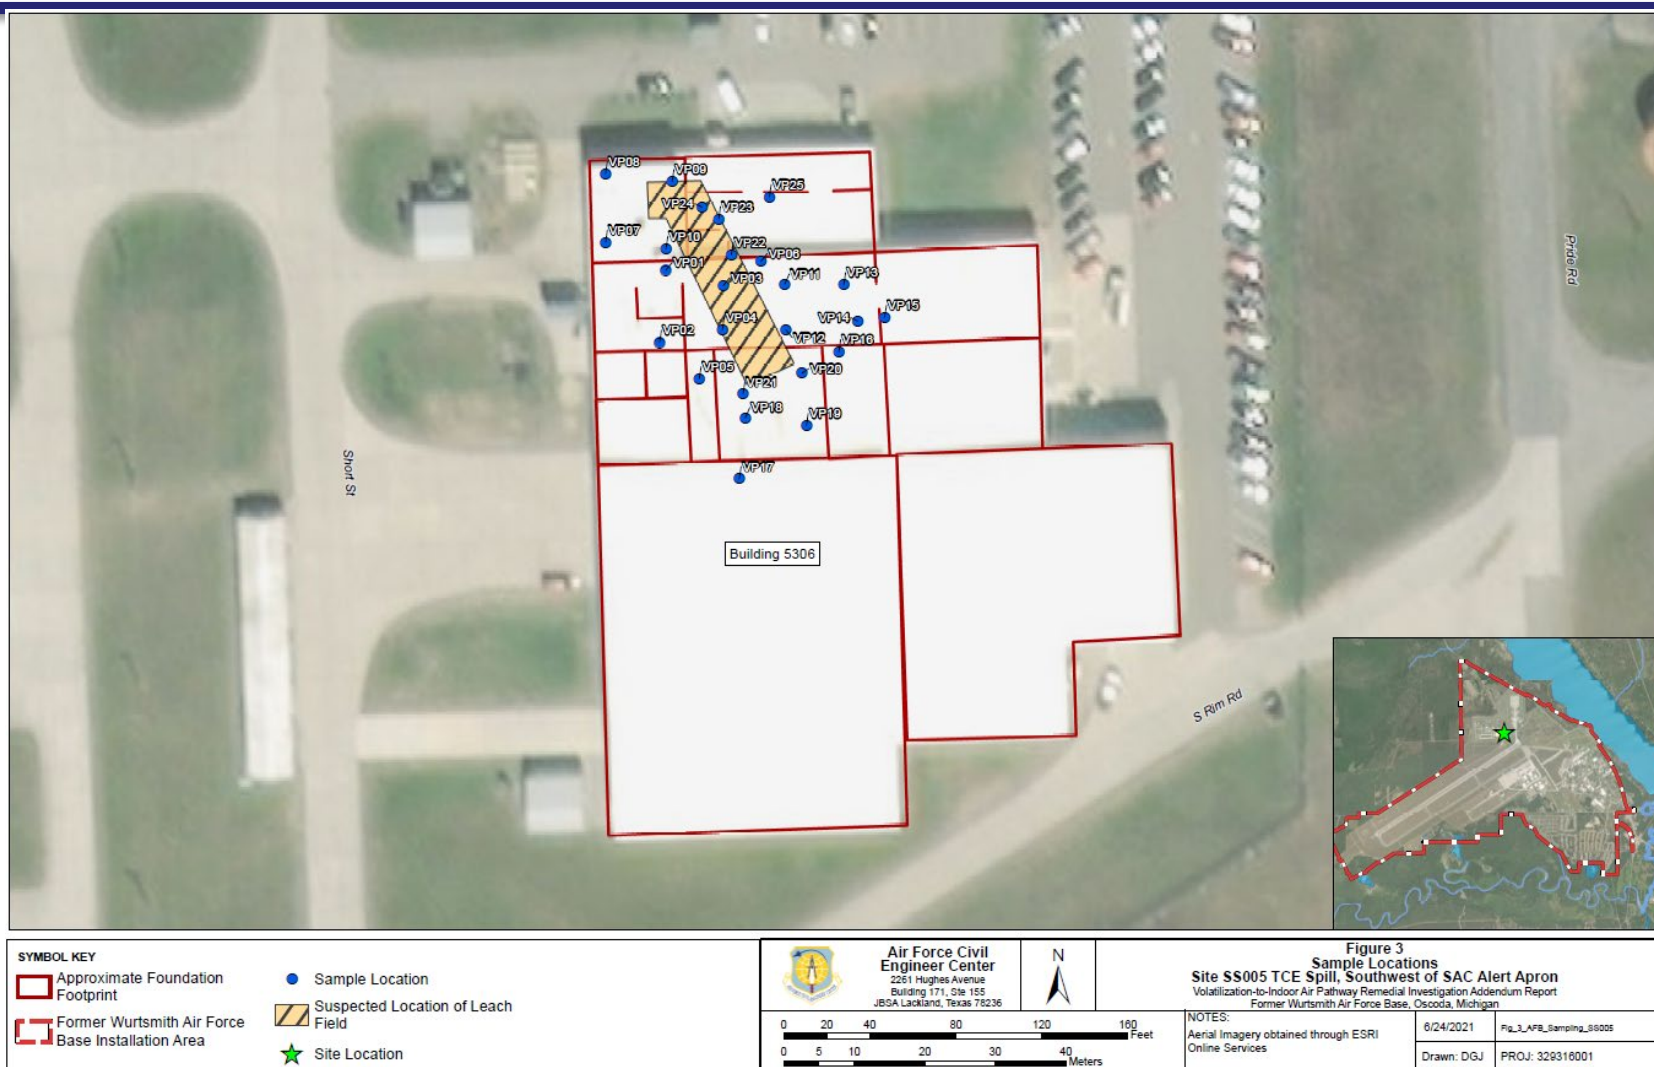 VP08
VP09
VP25
VP24
VP23
VP07
VP10
VP22
VP08
VP01
VP11
VP13
VP03
VP15
VP14
VP04
VP02
VP12
VP16
VP05
VP20
VP21
VP18
VP19
VP17
Building 5306
Short St
Pride Rd
S Rim Rd
SYMBOL KEY
Approximate Foundation
Footprint
Former Wurtsmith Air Force
Base Installation Area
Sample Location
Suspected Location of Leach
Field
Site Location
Air Force Civil
Engineer Center
2261 Hughes Avenue
Building 171, Ste 155
JBSA Lackland, Texas 78236
N
Figure 3
Sample Locations
Site SS005 TCE Spill, Southwest of SAC Alert Apron
Volatilization-to-Indoor Air Pathway Remedial Investigation Addendum Report
Former Wurtsmith Air Force Base, Oscoda, Michigan
0 20 40 80 120 160
Feet
0 5 10 20 30 40
Meters
NOTES:
Aerial Imagery obtained through ESRI
Online Services
6/24/2021
Fig_3_AFB_Sampling_SS005
Drawn: DGJ
PROJ: 329316001